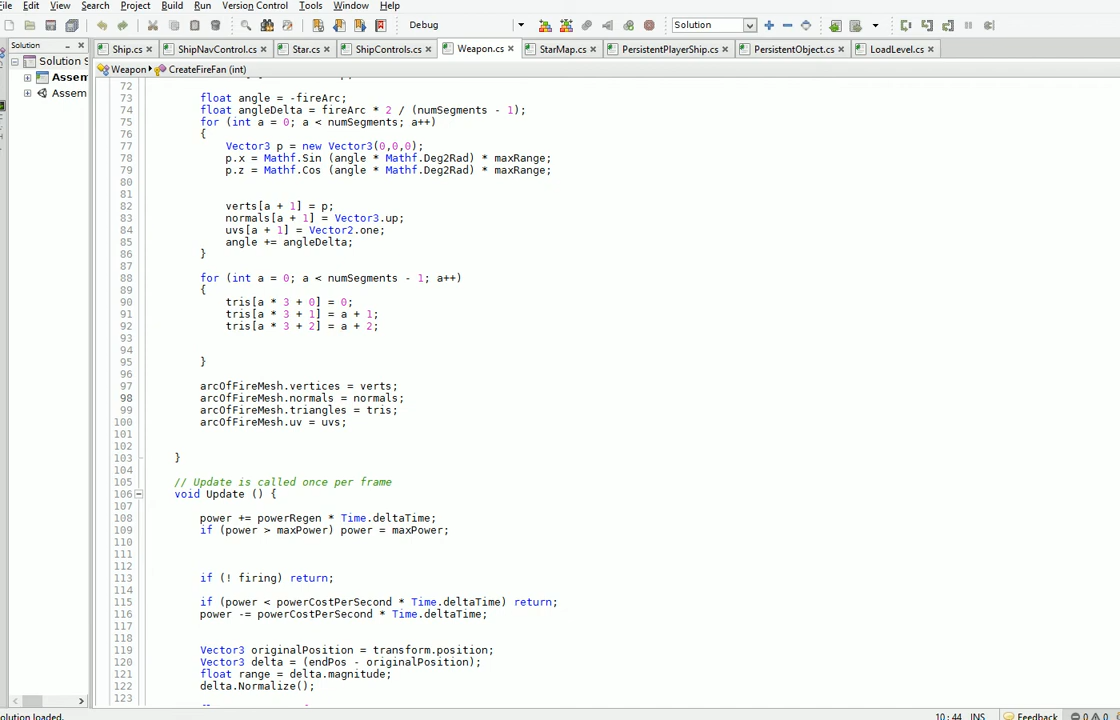 File Edit View Search Project Build Run Version Control Tools Window Help
Debug Solution
Solution Ship.cs ShipNavControl.cs Star.cs ShipControls.cs Weapon.cs StarMap.cs PersistentPlayerShip.cs PersistentObject.cs LoadLevel.cs
Solution S
Weapon CreateFireFan (int)
Assem
Assem
72
73 float angle = -fireArc;
74 float angleDelta = fireArc * 2 / (numSegments - 1);
75 for (int a = 0; a < numSegments; a++)
76 {
77 Vector3 p = new Vector3(0,0,0);
78 p.x = Mathf.Sin (angle * Mathf.Deg2Rad) * maxRange;
79 p.z = Mathf.Cos (angle * Mathf.Deg2Rad) * maxRange;
80
81
82 verts[a + 1] = p;
83 normals[a + 1] = Vector3.up;
84 uvs[a + 1] = Vector2.one;
85 angle += angleDelta;
86 }
87
88 for (int a = 0; a < numSegments - 1; a++)
89 {
90 tris[a * 3 + 0] = 0;
91 tris[a * 3 + 1] = a + 1;
92 tris[a * 3 + 2] = a + 2;
93
94
95 }
96
97 arcOfFireMesh.vertices = verts;
98 arcOfFireMesh.normals = normals;
99 arcOfFireMesh.triangles = tris;
100 arcOfFireMesh.uv = uvs;
101
102
103 }
104
105 // Update is called once per frame
106 void Update () {
107
108 power += powerRegen * Time.deltaTime;
109 if (power > maxPower) power = maxPower;
110
111
112
113 if (! firing) return;
114
115 if (power < powerCostPerSecond * Time.deltaTime) return;
116 power -= powerCostPerSecond * Time.deltaTime;
117
118
119 Vector3 originalPosition = transform.position;
120 Vector3 delta = (endPos - originalPosition);
121 float range = delta.magnitude;
122 delta.Normalize();
123
olution loaded. 10 : 44 INS Feedback 0 0